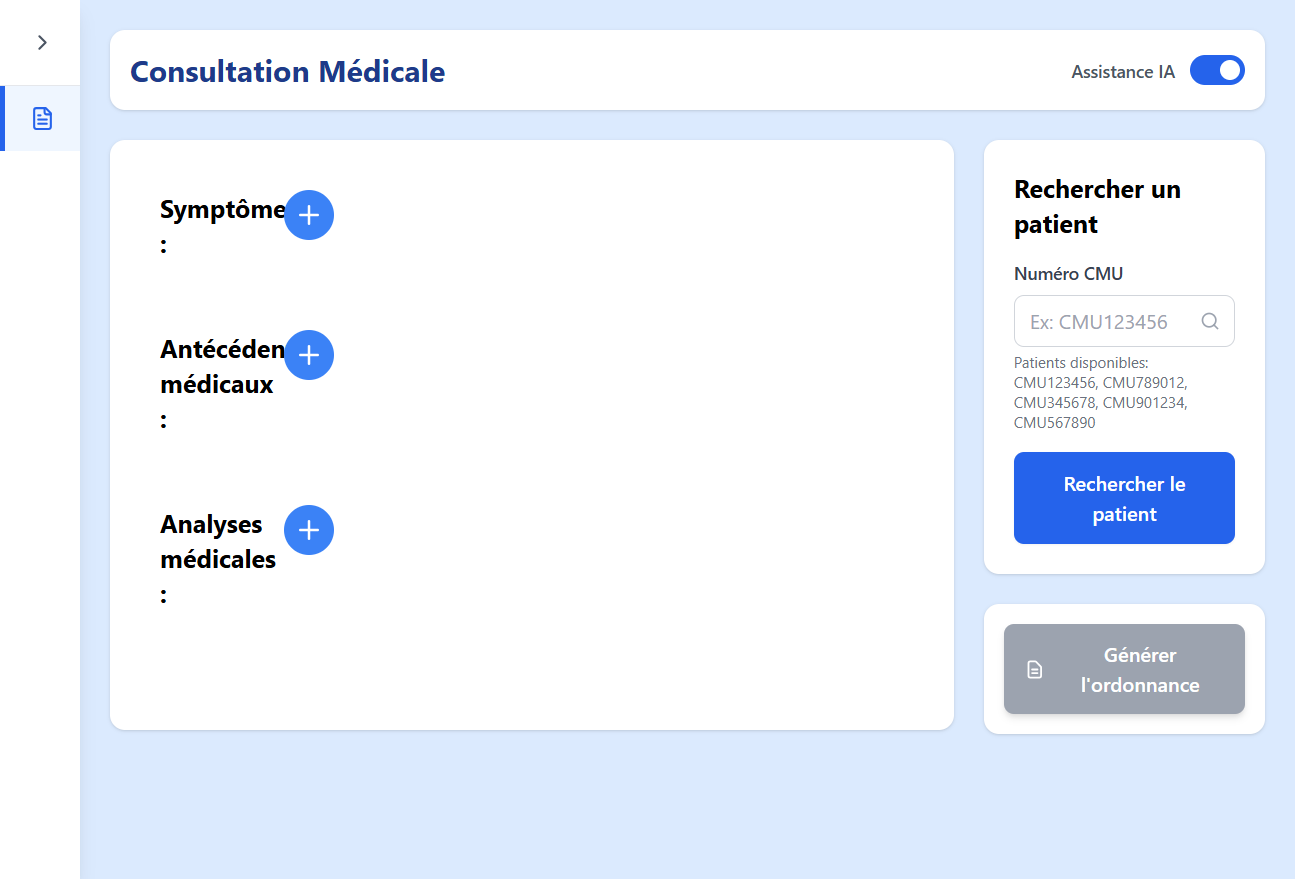 Consultation Médicale
Assistance IA
Symptôme
:
Antécéden
médicaux
:
Analyses
médicales
:
Rechercher un
patient
Numéro CMU
Ex: CMU123456
Patients disponibles:
CMU123456, CMU789012,
CMU345678, CMU901234,
CMU567890
Rechercher le
patient
Générer
l'ordonnance